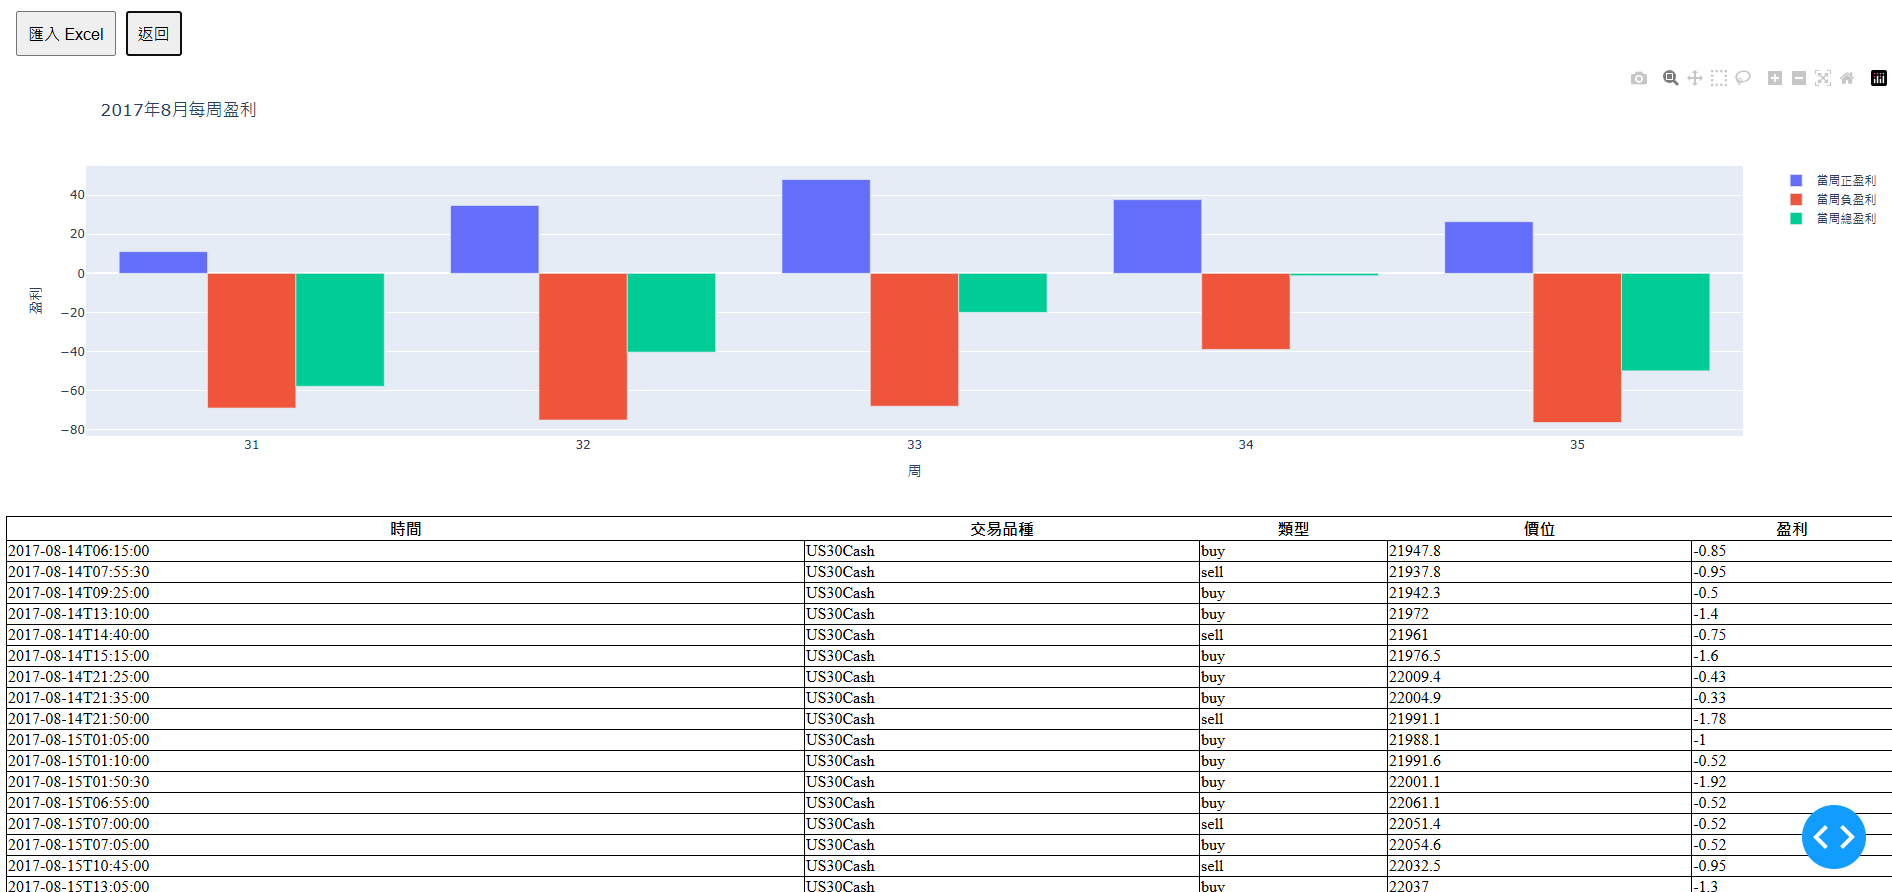 匯入 Excel 返回
2017年8月每周盈利
當周正盈利
當周負盈利
當周總盈利
40
20
0
−20
−40
−60
−80
盈利
31 32 33 34 35
周
時間 交易品種 類型 價位 盈利
2017-08-14T06:15:00 US30Cash buy 21947.8 -0.85
2017-08-14T07:55:30 US30Cash sell 21937.8 -0.95
2017-08-14T09:25:00 US30Cash buy 21942.3 -0.5
2017-08-14T13:10:00 US30Cash buy 21972 -1.4
2017-08-14T14:40:00 US30Cash sell 21961 -0.75
2017-08-14T15:15:00 US30Cash buy 21976.5 -1.6
2017-08-14T21:25:00 US30Cash buy 22009.4 -0.43
2017-08-14T21:35:00 US30Cash buy 22004.9 -0.33
2017-08-14T21:50:00 US30Cash sell 21991.1 -1.78
2017-08-15T01:05:00 US30Cash buy 21988.1 -1
2017-08-15T01:10:00 US30Cash buy 21991.6 -0.52
2017-08-15T01:50:30 US30Cash buy 22001.1 -1.92
2017-08-15T06:55:00 US30Cash buy 22061.1 -0.52
2017-08-15T07:00:00 US30Cash sell 22051.4 -0.52
2017-08-15T07:05:00 US30Cash buy 22054.6 -0.52
2017-08-15T10:45:00 US30Cash sell 22032.5 -0.95
2017-08-15T13:05:00 US30Cash buy 22037 -1.3